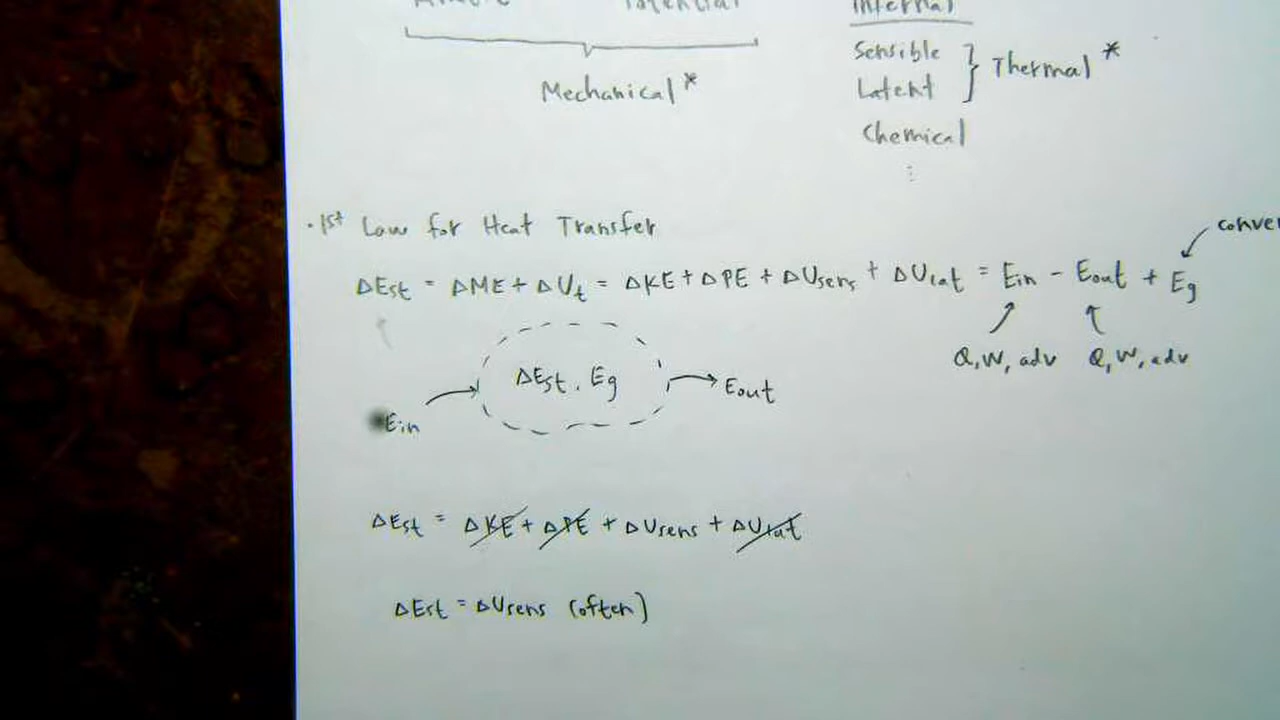 Internal
Sensible
Latent } Thermal *
Mechanical *
Chemical
⋮
• 1st Law for Heat Transfer
ΔEst = ΔME + ΔUt = ΔKE + ΔPE + ΔUsens + ΔUlat = Ein - Eout + Eg
Q, W, adv Q, W, adv
ΔEst, Eg
Ein
Eout
ΔEst = ΔKE + ΔPE + ΔUsens + ΔUlat
ΔEst = ΔUsens (often)